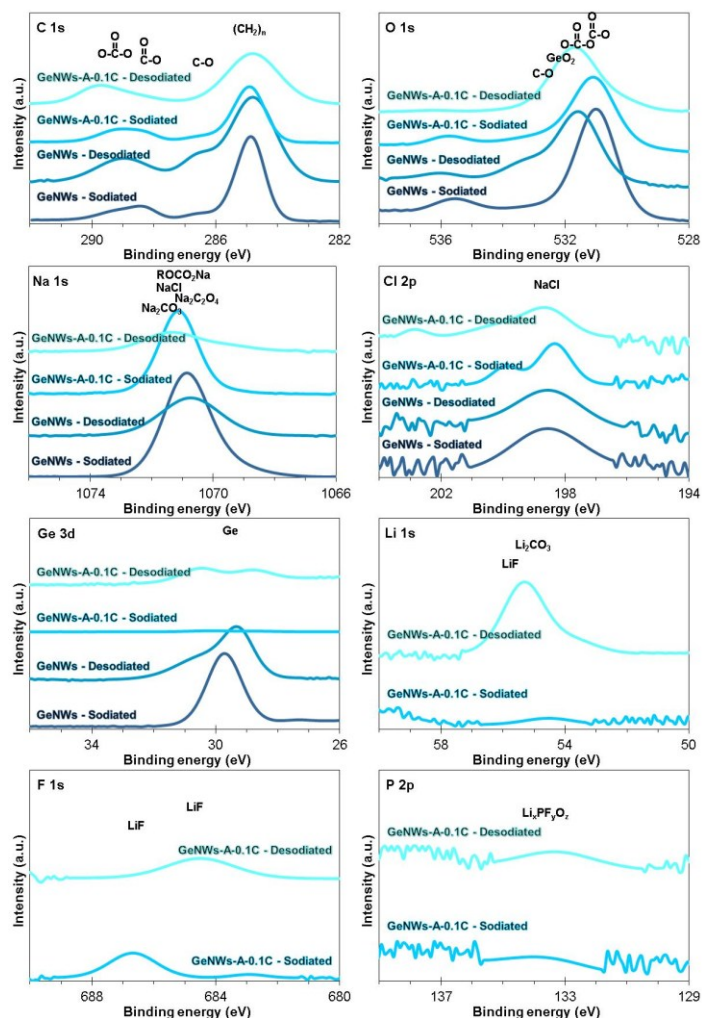 C 1s
(CH₂)ₙ
O
O-C-O
O
C-O
C-O
GeNWs-A-0.1C - Desodiated
GeNWs-A-0.1C - Sodiated
GeNWs - Desodiated
GeNWs - Sodiated
Intensity (a.u.)
290 286 282
Binding energy (eV)
O 1s
O
C-O
O
O-C-O
GeO₂
C-O
GeNWs-A-0.1C - Desodiated
GeNWs-A-0.1C - Sodiated
GeNWs - Desodiated
GeNWs - Sodiated
Intensity (a.u.)
536 532 528
Binding energy (eV)
Na 1s
ROCO₂Na
NaCl
Na₂C₂O₄
Na₂CO₃
GeNWs-A-0.1C - Desodiated
GeNWs-A-0.1C - Sodiated
GeNWs - Desodiated
GeNWs - Sodiated
Intensity (a.u.)
1074 1070 1066
Binding energy (eV)
Cl 2p
NaCl
GeNWs-A-0.1C - Desodiated
GeNWs-A-0.1C - Sodiated
GeNWs - Desodiated
GeNWs - Sodiated
Intensity (a.u.)
202 198 194
Binding energy (eV)
Ge 3d
Ge
GeNWs-A-0.1C - Desodiated
GeNWs-A-0.1C - Sodiated
GeNWs - Desodiated
GeNWs - Sodiated
Intensity (a.u.)
34 30 26
Binding energy (eV)
Li 1s
Li₂CO₃
LiF
GeNWs-A-0.1C - Desodiated
GeNWs-A-0.1C - Sodiated
Intensity (a.u.)
58 54 50
Binding energy (eV)
F 1s
LiF
LiF
GeNWs-A-0.1C - Desodiated
GeNWs-A-0.1C - Sodiated
Intensity (a.u.)
688 684 680
Binding energy (eV)
P 2p
LiₓPFᵧO_z
GeNWs-A-0.1C - Desodiated
GeNWs-A-0.1C - Sodiated
Intensity (a.u.)
137 133 129
Binding energy (eV)